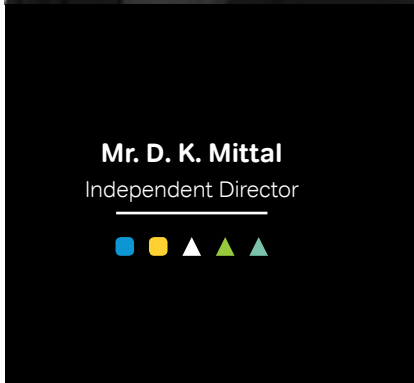 Mr. D. K. Mittal
Independent Director